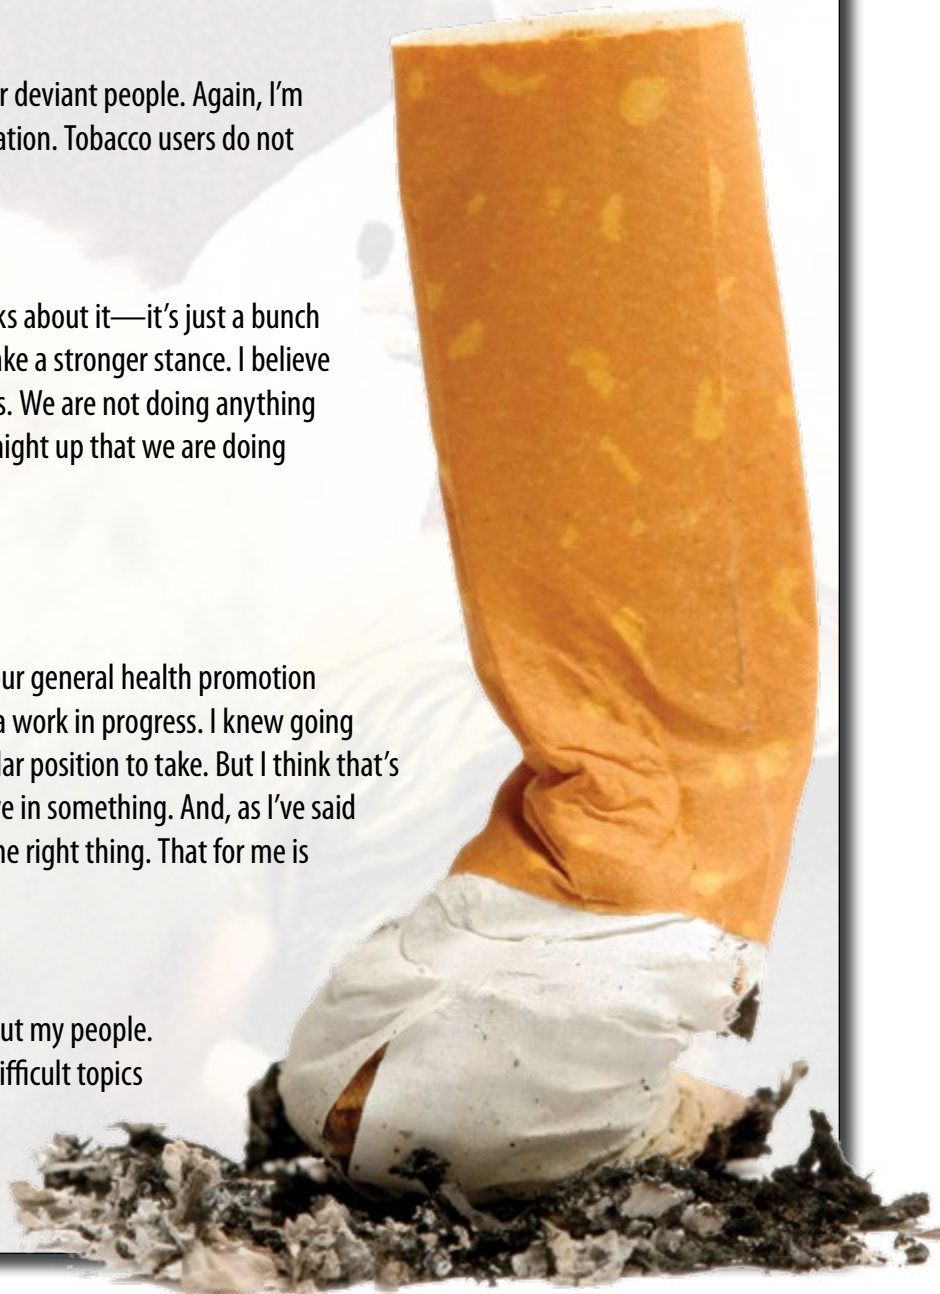 r deviant people. Again, I’m
ation. Tobacco users do not
ks about it—it’s just a bunch
ake a stronger stance. I believe
s. We are not doing anything
aight up that we are doing
ur general health promotion
a work in progress. I knew going
lar position to take. But I think that’s
ve in something. And, as I’ve said
he right thing. That for me is
ut my people.
ifficult topics